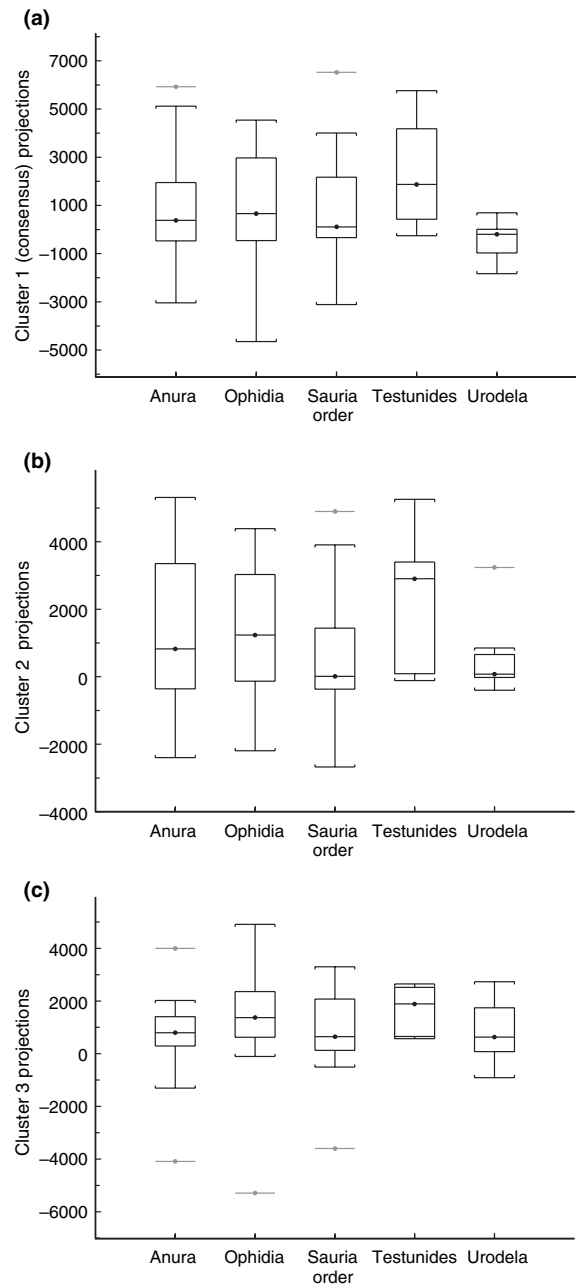 (a)
Cluster 1 (consensus) projections
7000
5000
3000
1000
−1000
−3000
−5000
Anura Ophidia Sauria Testunides Urodela
order
(b)
Cluster 2 projections
4000
2000
0
−2000
−4000
Anura Ophidia Sauria Testunides Urodela
order
(c)
Cluster 3 projections
4000
2000
0
−2000
−4000
−6000
Anura Ophidia Sauria Testunides Urodela
order